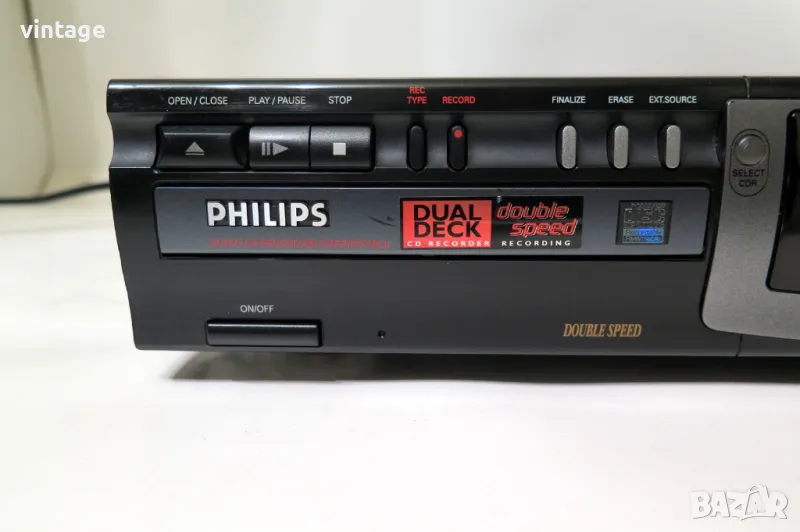 vintage
OPEN / CLOSE PLAY / PAUSE STOP REC TYPE RECORD FINALIZE ERASE EXT.SOURCE
SELECT
CDR
PHILIPS
DUAL
DECK
CD RECORDER
double
speed
RECORDING
ON/OFF
DOUBLE SPEED
BAZAR